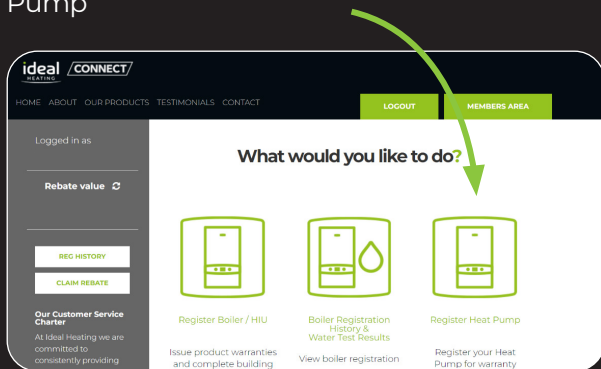 Pump
ideal
HEATING
CONNECT
HOME ABOUT OUR PRODUCTS TESTIMONIALS CONTACT
LOGOUT
MEMBERS AREA
Logged in as
Rebate value
REG HISTORY
CLAIM REBATE
Our Customer Service
Charter
At Ideal Heating we are
committed to
consistently providing
What would you like to do?
Register Boiler / HIU
Issue product warranties
and complete building
Boiler Registration
History &
Water Test Results
View boiler registration
Register Heat Pump
Register your Heat
Pump for warranty